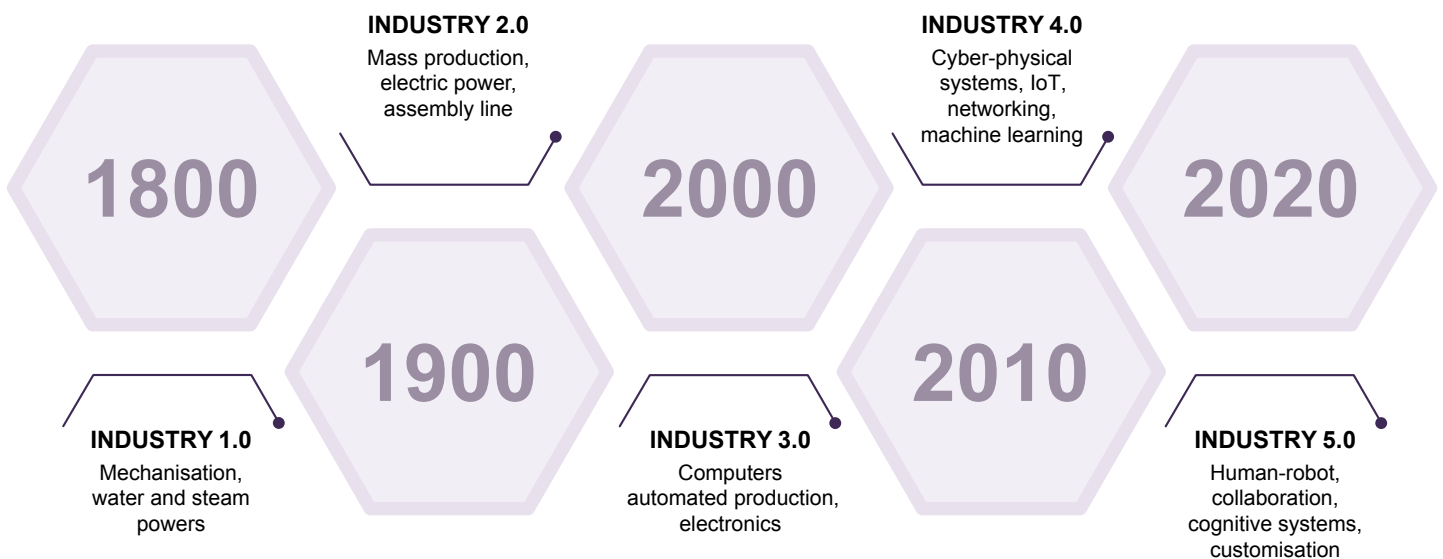 1800
INDUSTRY 1.0
Mechanisation,
water and steam
powers
INDUSTRY 2.0
Mass production,
electric power,
assembly line
1900
2000
INDUSTRY 3.0
Computers
automated production,
electronics
INDUSTRY 4.0
Cyber-physical
systems, IoT,
networking,
machine learning
2010
2020
INDUSTRY 5.0
Human-robot,
collaboration,
cognitive systems,
customisation